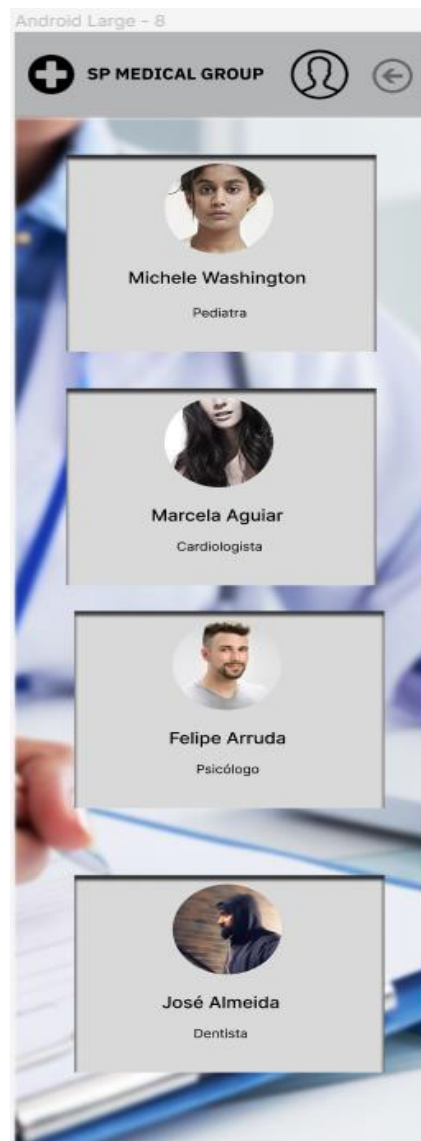 Android Large - 8
SP MEDICAL GROUP
Michele Washington
Pediatra
Marcela Aguiar
Cardiologista
Felipe Arruda
Psicólogo
José Almeida
Dentista